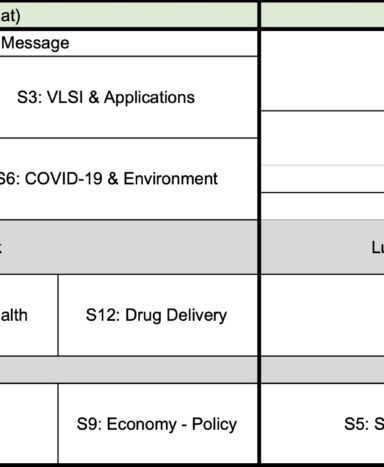 at)
Message
S3: VLSI & Applications
S6: COVID-19 & Environment
k
Lu
alth
S12: Drug Delivery
S9: Economy - Policy
S5: S